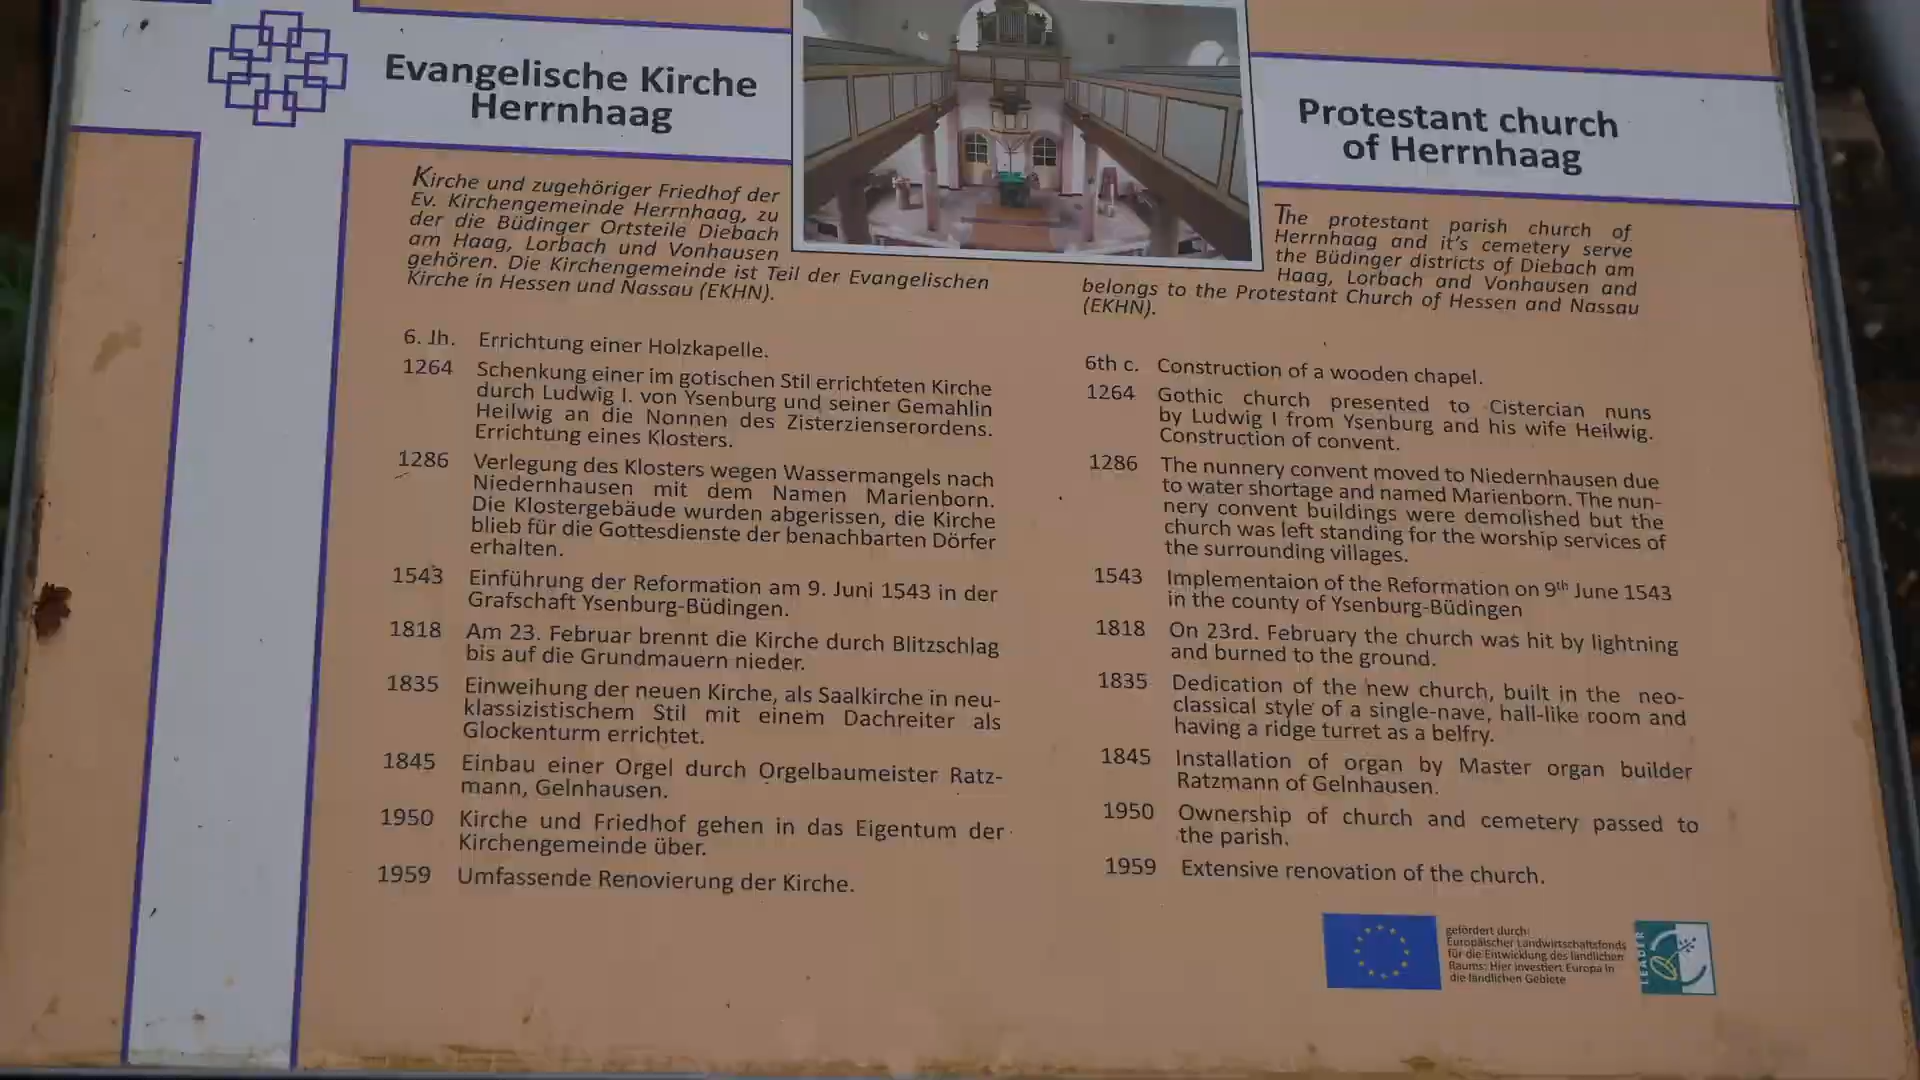 Evangelische Kirche
Herrnhaag
Kirche und zugehöriger Friedhof der
Ev. Kirchengemeinde Herrnhaag, zu
der die Büdinger Ortsteile Diebach
am Haag, Lorbach und Vonhausen
gehören. Die Kirchengemeinde ist Teil der Evangelischen
Kirche in Hessen und Nassau (EKHN).
6. Jh. Errichtung einer Holzkapelle.
1264 Schenkung einer im gotischen Stil errichteten Kirche
durch Ludwig I. von Ysenburg und seiner Gemahlin
Heilwig an die Nonnen des Zisterzienserordens.
Errichtung eines Klosters.
1286 Verlegung des Klosters wegen Wassermangels nach
Niedernhausen mit dem Namen Marienborn.
Die Klostergebäude wurden abgerissen, die Kirche
blieb für die Gottesdienste der benachbarten Dörfer
erhalten.
1543 Einführung der Reformation am 9. Juni 1543 in der
Grafschaft Ysenburg-Büdingen.
1818 Am 23. Februar brennt die Kirche durch Blitzschlag
bis auf die Grundmauern nieder.
1835 Einweihung der neuen Kirche, als Saalkirche in neu-
klassizistischem Stil mit einem Dachreiter als
Glockenturm errichtet.
1845 Einbau einer Orgel durch Orgelbaumeister Ratz-
mann, Gelnhausen.
1950 Kirche und Friedhof gehen in das Eigentum der
Kirchengemeinde über.
1959 Umfassende Renovierung der Kirche.
Protestant church
of Herrnhaag
The protestant parish church of
Herrnhaag and it's cemetery serve
the Büdinger districts of Diebach am
Haag, Lorbach and Vonhausen and
belongs to the Protestant Church of Hessen and Nassau
(EKHN).
6th c. Construction of a wooden chapel.
1264 Gothic church presented to Cistercian nuns
by Ludwig I from Ysenburg and his wife Heilwig.
Construction of convent.
1286 The nunnery convent moved to Niedernhausen due
to water shortage and named Marienborn. The nun-
nery convent buildings were demolished but the
church was left standing for the worship services of
the surrounding villages.
1543 Implementaion of the Reformation on 9th June 1543
in the county of Ysenburg-Büdingen
1818 On 23rd. February the church was hit by lightning
and burned to the ground.
1835 Dedication of the new church, built in the neo-
classical style of a single-nave, hall-like room and
having a ridge turret as a belfry.
1845 Installation of organ by Master organ builder
Ratzmann of Gelnhausen.
1950 Ownership of church and cemetery passed to
the parish.
1959 Extensive renovation of the church.
gefördert durch:
Europäischer Landwirtschaftsfonds
für die Entwicklung des ländlichen
Raums: Hier investiert Europa in
die ländlichen Gebiete
LEADER